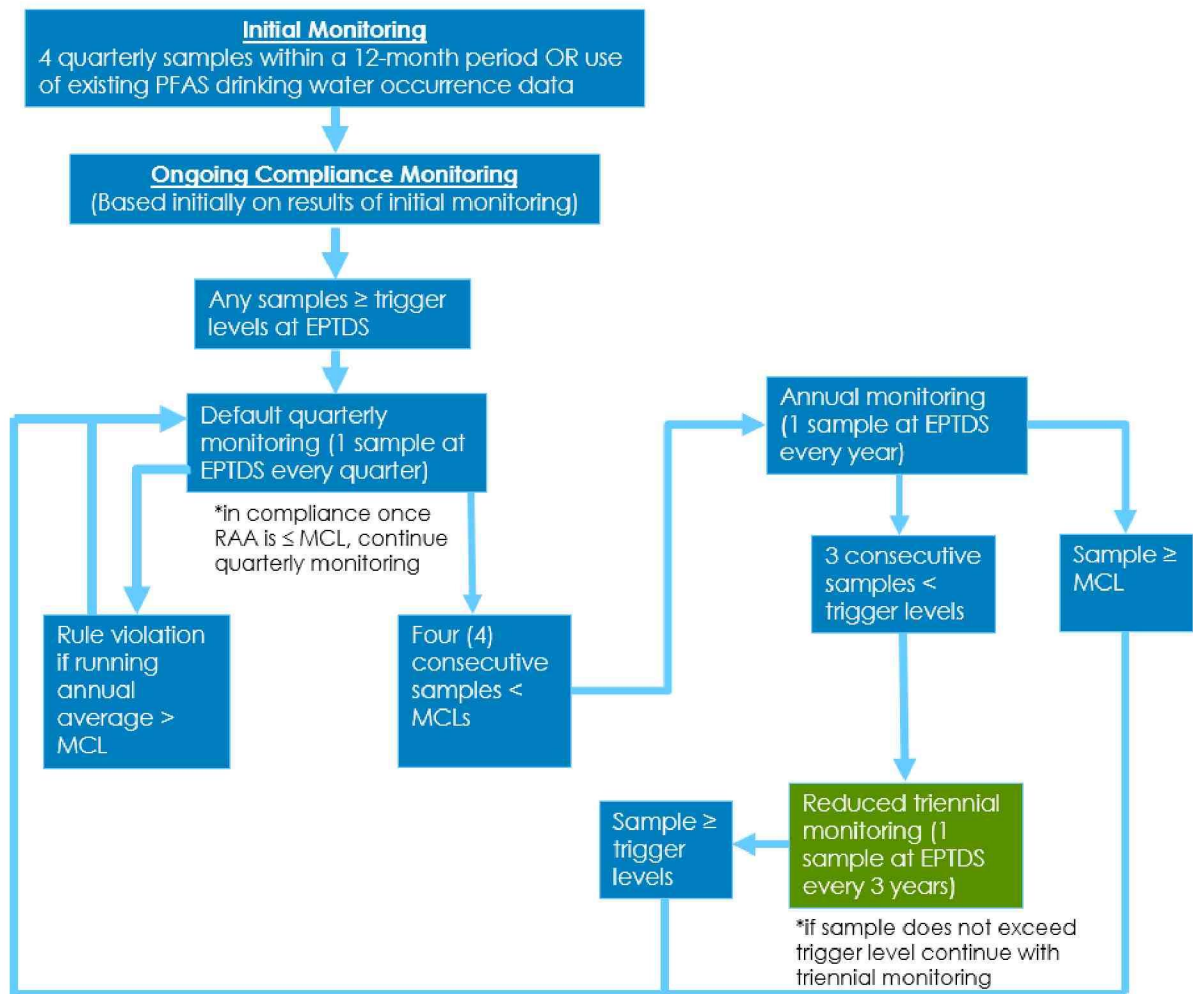 Initial Monitoring
4 quarterly samples within a 12-month period OR use
of existing PFAS drinking water occurrence data
Ongoing Compliance Monitoring
(Based initially on results of initial monitoring)
Any samples ≥ trigger
levels at EPTDS
Default quarterly
monitoring (1 sample at
EPTDS every quarter)
*in compliance once
RAA is ≤ MCL, continue
quarterly monitoring
Rule violation
if running
annual
average >
MCL
Four (4)
consecutive
samples <
MCLs
Annual monitoring
(1 sample at EPTDS
every year)
3 consecutive
samples <
trigger levels
Sample ≥
MCL
Reduced triennial
monitoring (1
sample at EPTDS
every 3 years)
Sample ≥
trigger
levels
*if sample does not exceed
trigger level continue with
triennial monitoring